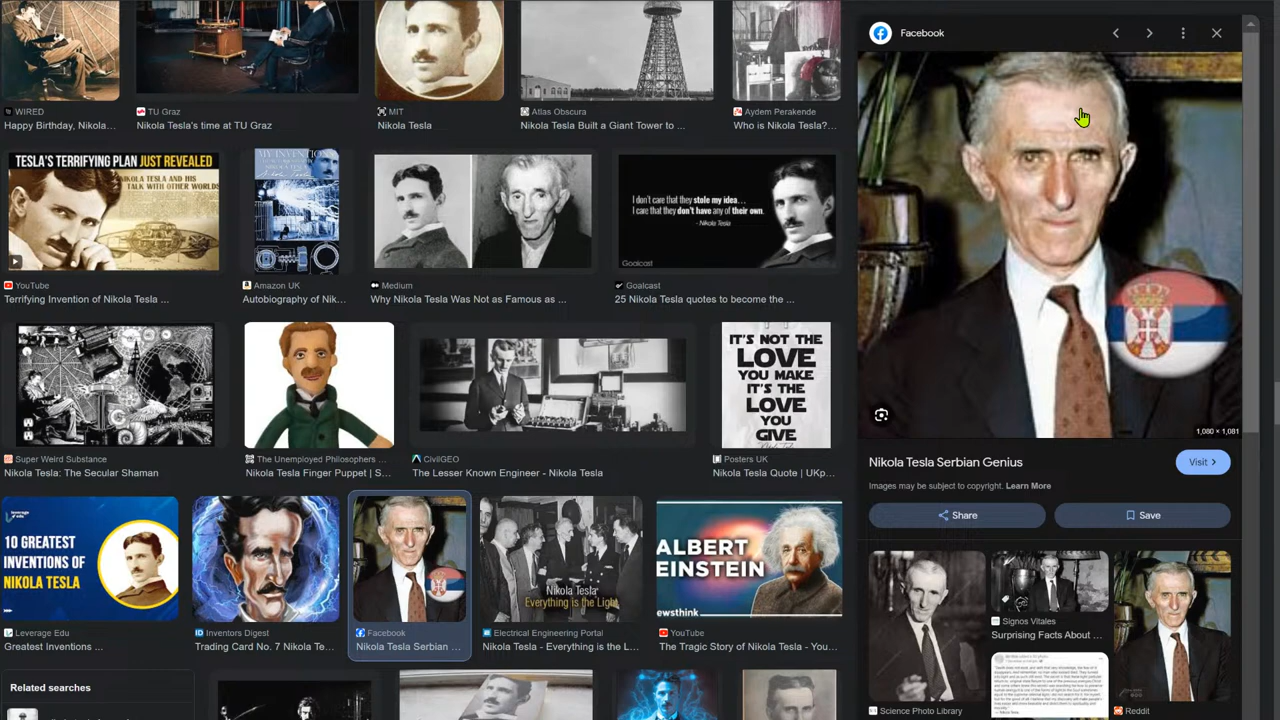 WIRED
Happy Birthday, Nikola...
TU Graz
Nikola Tesla's time at TU Graz
MIT
Nikola Tesla
Atlas Obscura
Nikola Tesla Built a Giant Tower to ...
Aydem Perakende
Who is Nikola Tesla?...
TESLA'S TERRIFYING PLAN JUST REVEALED
NIKOLA TESLA AND HIS
TALK WITH OTHER WORLDS
YouTube
Terrifying Invention of Nikola Tesla ...
MY INVENTIONS
Amazon UK
Autobiography of Nik...
Medium
Why Nikola Tesla Was Not as Famous as ...
I don't care that they stole my idea...
I care that they don't have any of their own.
- Nikola Tesla
Goalcast
Goalcast
25 Nikola Tesla quotes to become the ...
Super Weird Substance
Nikola Tesla: The Secular Shaman
The Unemployed Philosophers ...
Nikola Tesla Finger Puppet | S...
CivilGEO
The Lesser Known Engineer - Nikola Tesla
IT'S NOT THE
LOVE
YOU MAKE
IT'S THE
LOVE
YOU
GIVE
Posters UK
Nikola Tesla Quote | UKp...
leverage
edu
10 GREATEST
INVENTIONS OF
NIKOLA TESLA
Leverage Edu
Greatest Inventions ...
Inventors Digest
Trading Card No. 7 Nikola Te...
Facebook
Nikola Tesla Serbian ...
Nikola Tesla
Everything is the Light
Electrical Engineering Portal
Nikola Tesla - Everything is the L...
ALBERT
EINSTEIN
ewsthink
YouTube
The Tragic Story of Nikola Tesla - You...
Related searches
Facebook
1,080 × 1,081
Nikola Tesla Serbian Genius
Visit
Images may be subject to copyright. Learn More
Share
Save
Science Photo Library
Signos Vitales
Surprising Facts About ...
Reddit